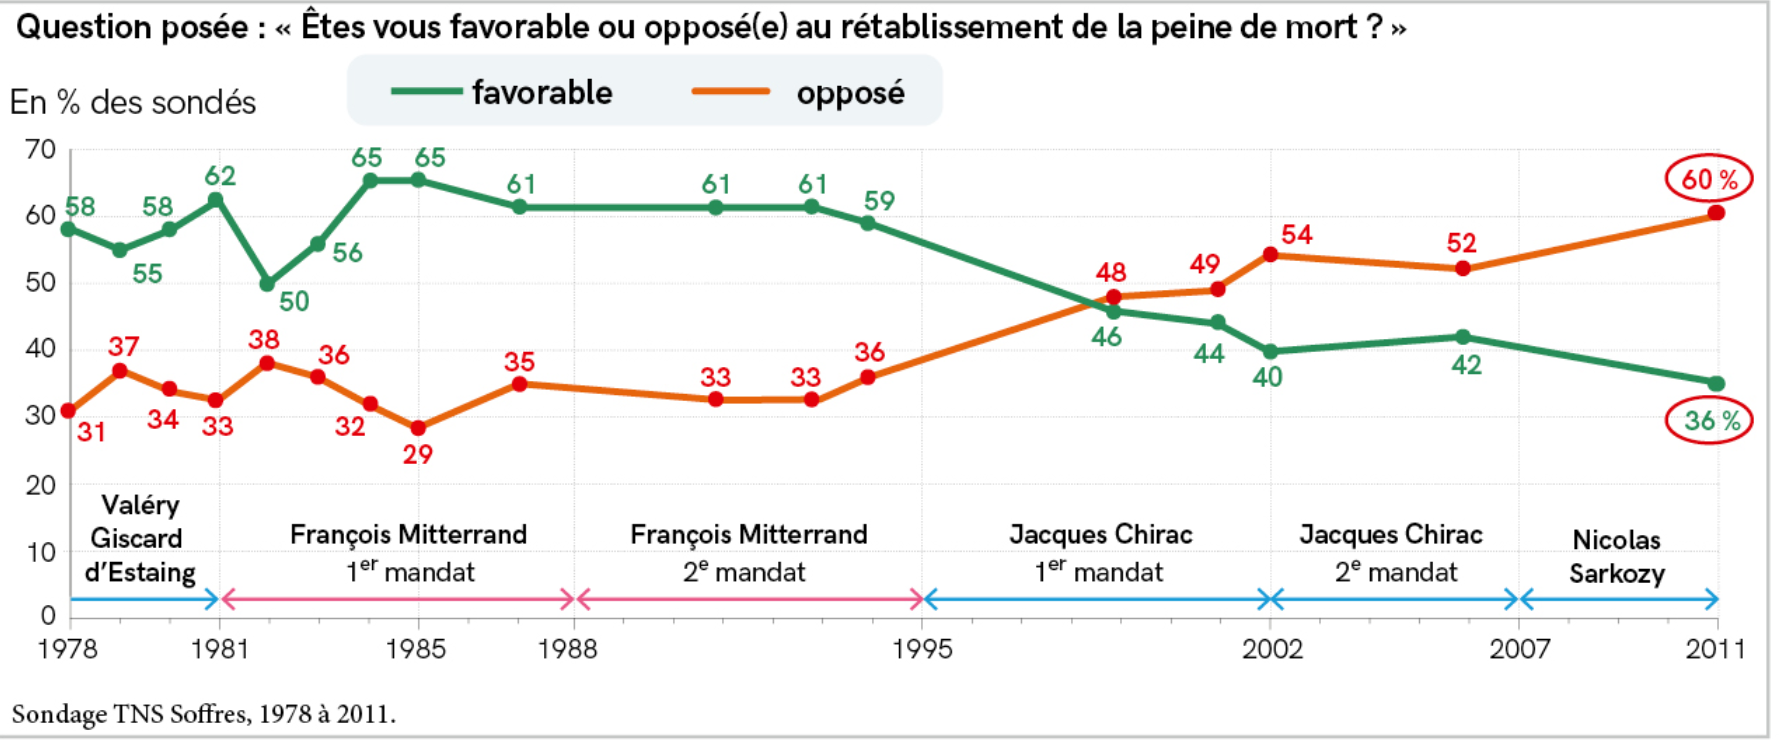 Question posée : « Êtes vous favorable ou opposé(e) au rétablissement de la peine de mort ? »
En % des sondés
favorable opposé
70
60
50
40
30
20
10
0
58 55 58 62 50 56 65 65 61 61 61 59 46 44 40 42 36 %
31 37 34 33 38 36 32 29 35 33 33 36 48 49 54 52 60 %
Valéry
Giscard
d'Estaing
François Mitterrand
1er mandat
François Mitterrand
2e mandat
Jacques Chirac
1er mandat
Jacques Chirac
2e mandat
Nicolas
Sarkozy
1978 1981 1985 1988 1995 2002 2007 2011
Sondage TNS Soffres, 1978 à 2011.